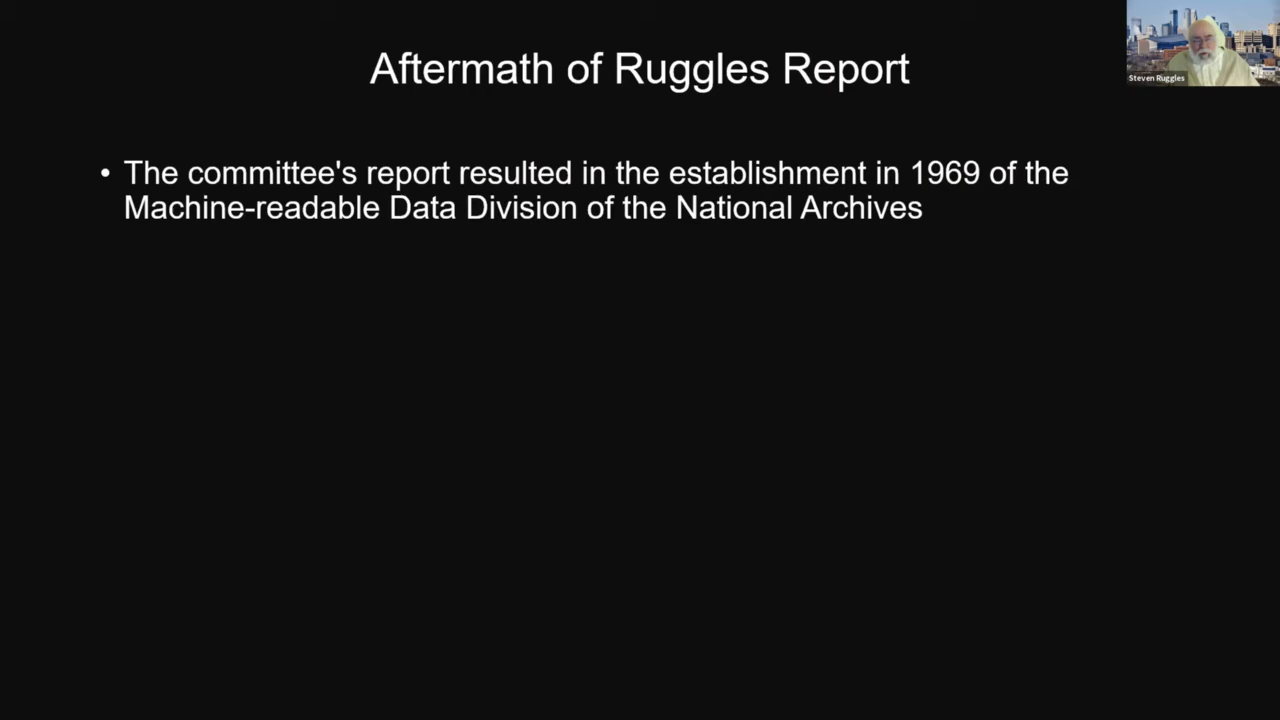 Aftermath of Ruggles Report
Steven Ruggles
• The committee's report resulted in the establishment in 1969 of the
Machine-readable Data Division of the National Archives